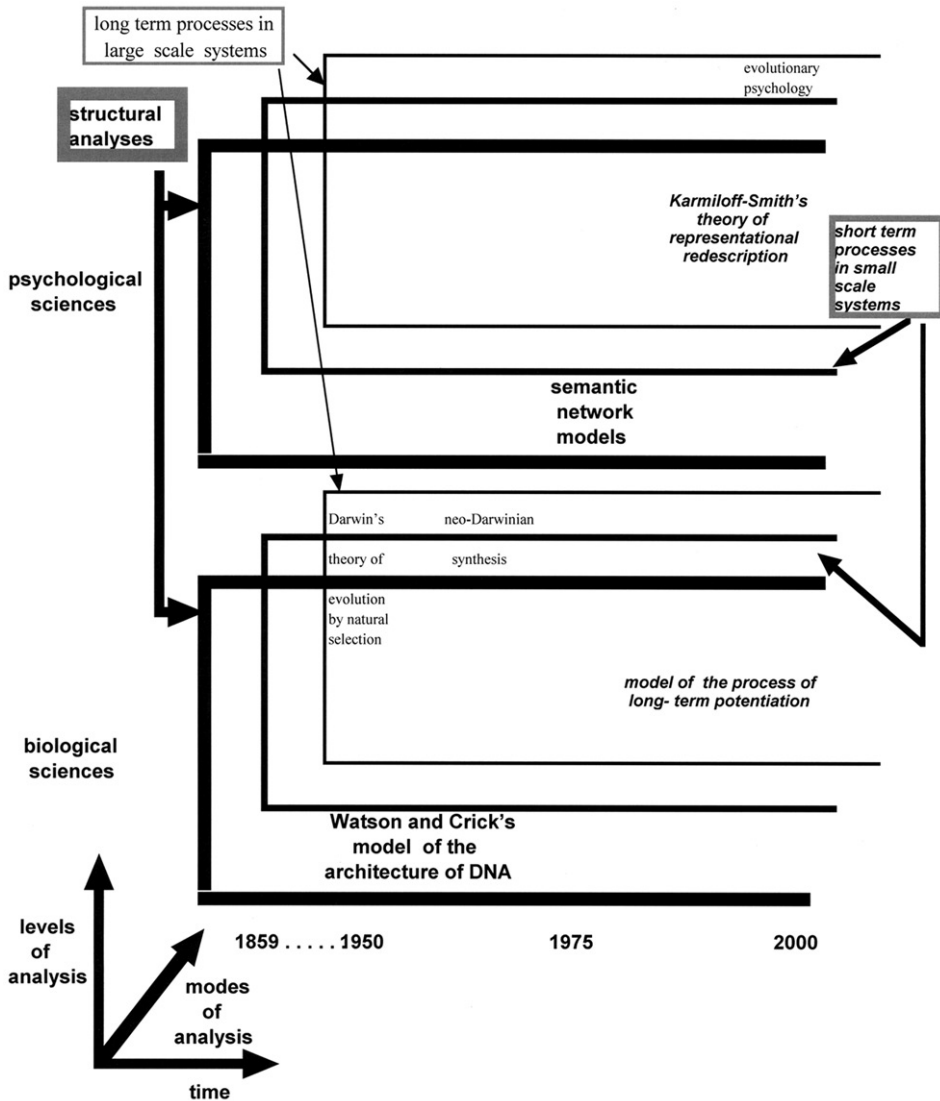 long term processes in
large scale systems
evolutionary
psychology
structural
analyses
Karmiloff-Smith's
theory of
representational
redescription
short term
processes
in small
scale
systems
psychological
sciences
semantic
network
models
Darwin's
theory of
evolution
by natural
selection
neo-Darwinian
synthesis
model of the process of
long- term potentiation
biological
sciences
Watson and Crick's
model of the
architecture of DNA
1859 . . . . . 1950
1975
2000
levels
of
analysis
modes
of
analysis
time